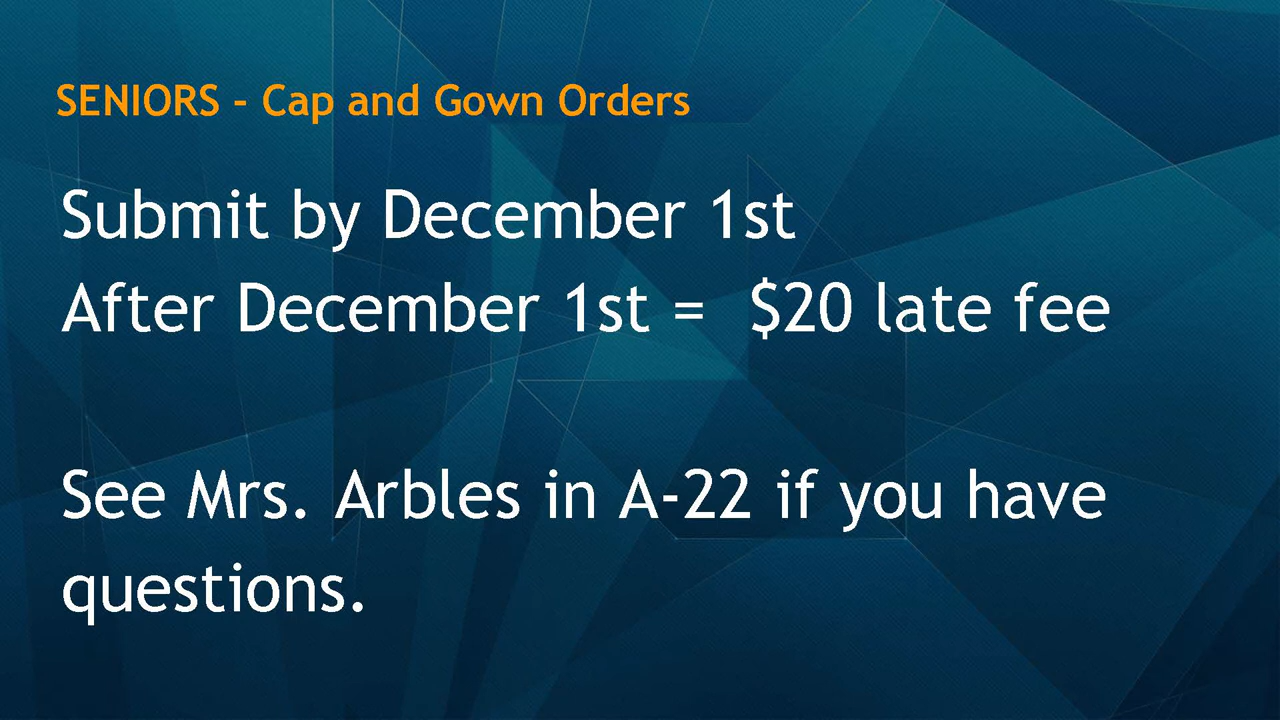 SENIORS - Cap and Gown Orders
Submit by December 1st
After December 1st =  $20 late fee
See Mrs. Arbles in A-22 if you have
questions.